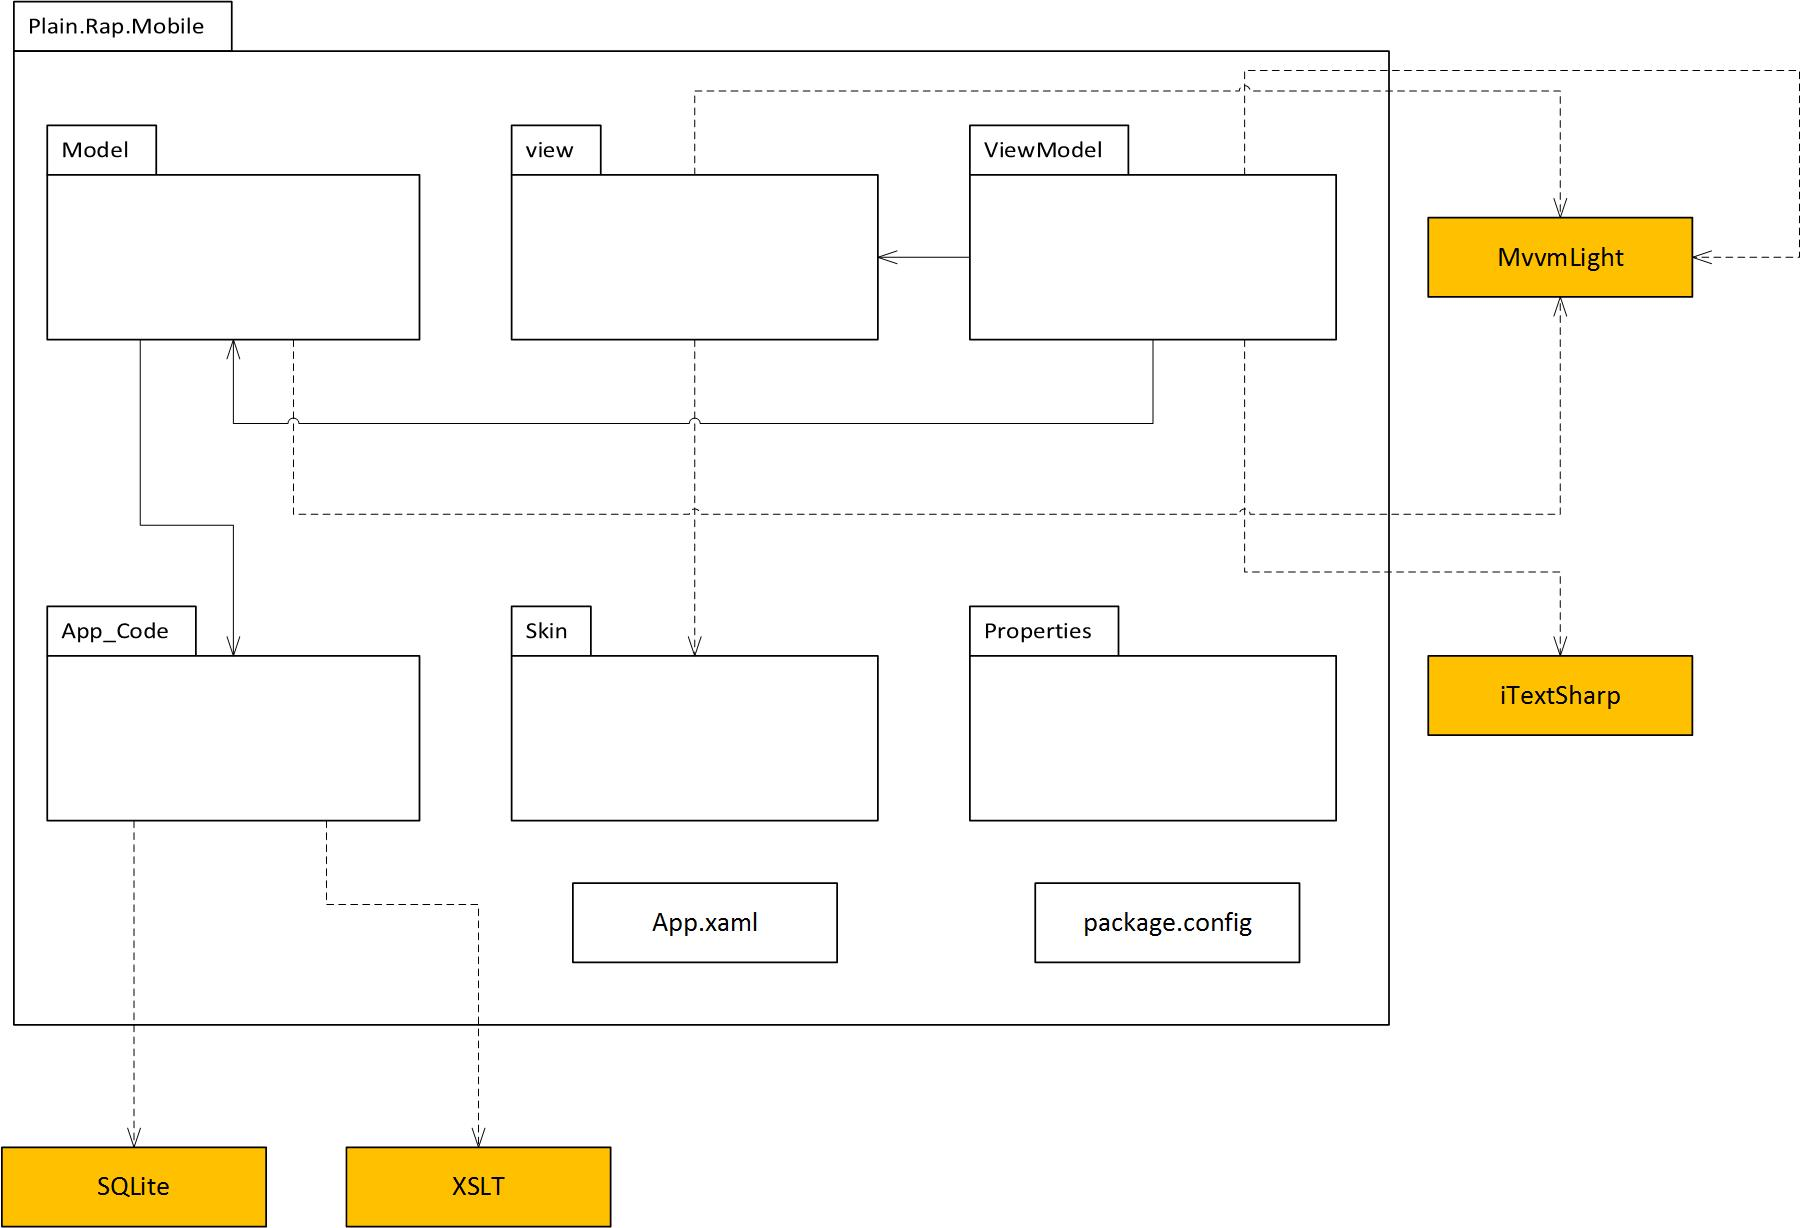 Plain.Rap.Mobile
Model
view
ViewModel
MvvmLight
App_Code
Skin
Properties
iTextSharp
App.xaml
package.config
SQLite
XSLT